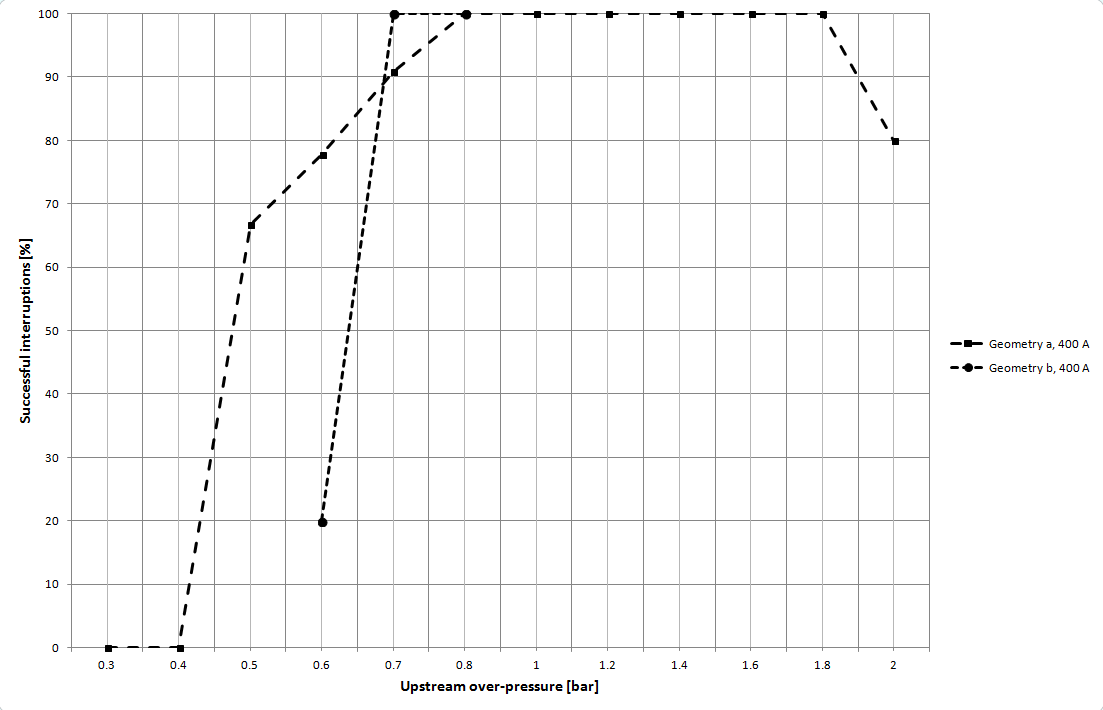 100
90
80
70
60
50
40
30
20
10
0
Successful interruptions [%]
0.3 0.4 0.5 0.6 0.7 0.8 1 1.2 1.4 1.6 1.8 2
Upstream over-pressure [bar]
Geometry a, 400 A
Geometry b, 400 A